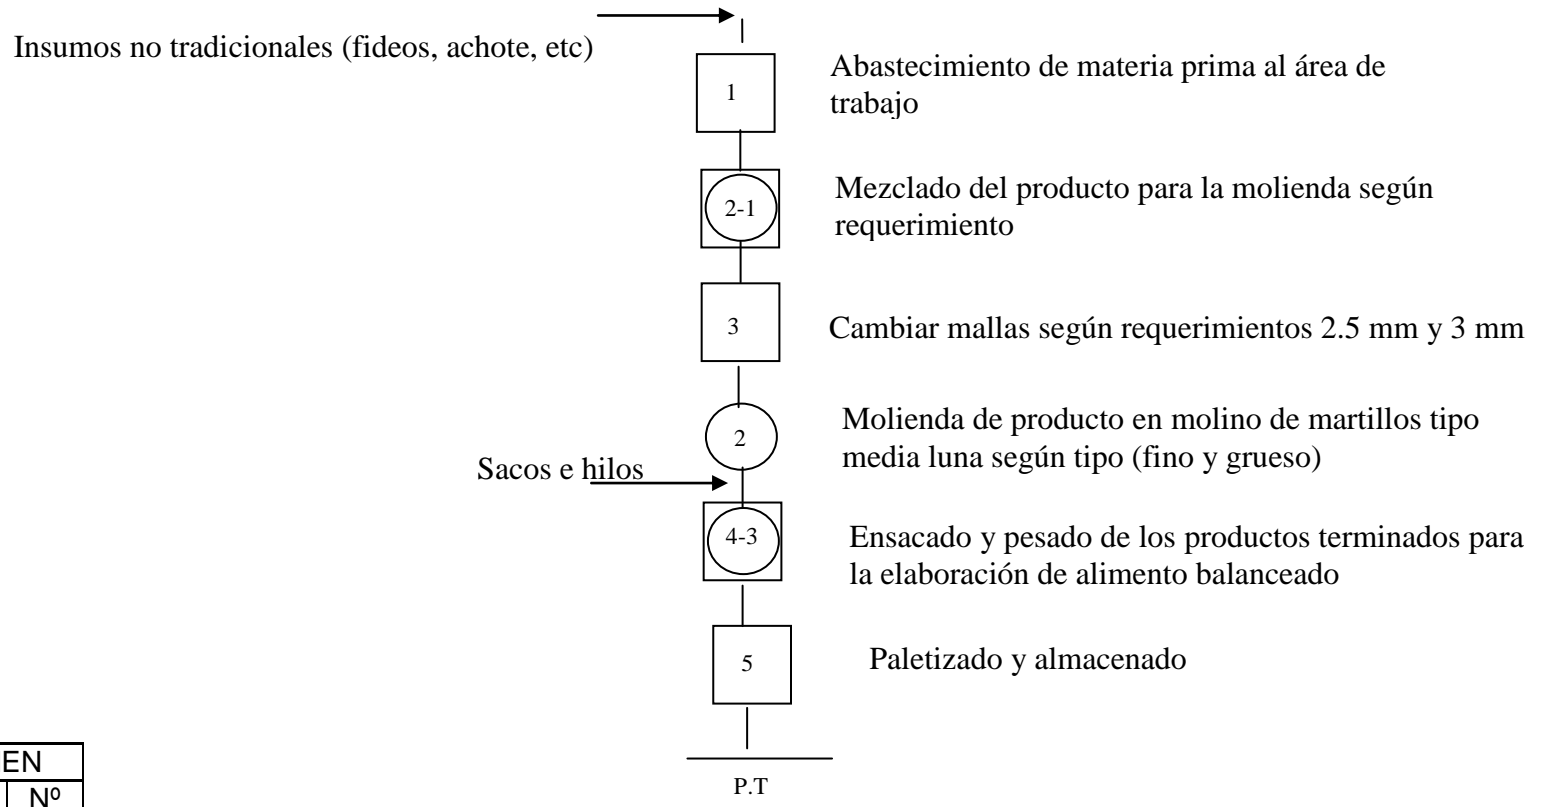 Insumos no tradicionales (fideos, achote, etc)
1
Abastecimiento de materia prima al área de
trabajo
2-1
Mezclado del producto para la molienda según
requerimiento
3
Cambiar mallas según requerimientos 2.5 mm y 3 mm
2
Molienda de producto en molino de martillos tipo
media luna según tipo (fino y grueso)
Sacos e hilos
4-3
Ensacado y pesado de los productos terminados para
la elaboración de alimento balanceado
5
Paletizado y almacenado
P.T
EN
Nº